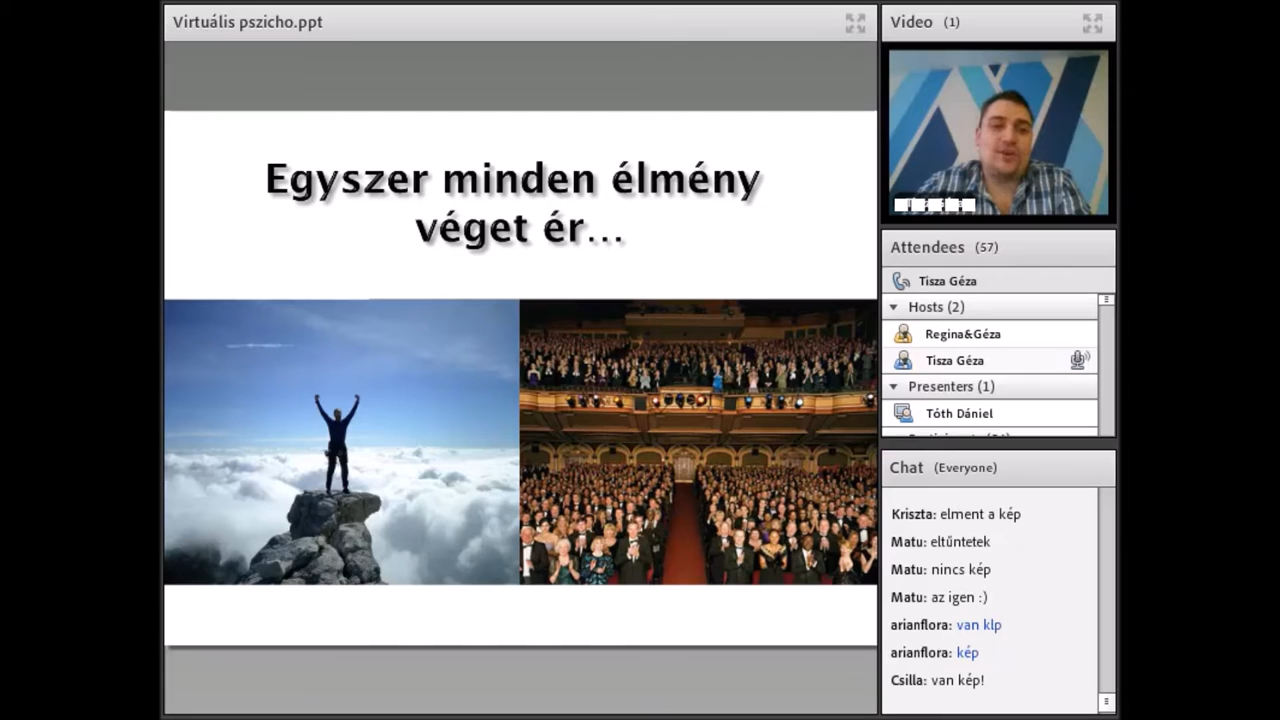 Virtuális pszicho.ppt
Egyszer minden élmény
véget ér...
Video (1)
Attendees (57)
Tisza Géza
Hosts (2)
Regina&Géza
Tisza Géza
Presenters (1)
Tóth Dániel
Chat (Everyone)
Kriszta: elment a kép
Matu: eltűntetek
Matu: nincs kép
Matu: az igen :)
arianflora: van klp
arianflora: kép
Csilla: van kép!